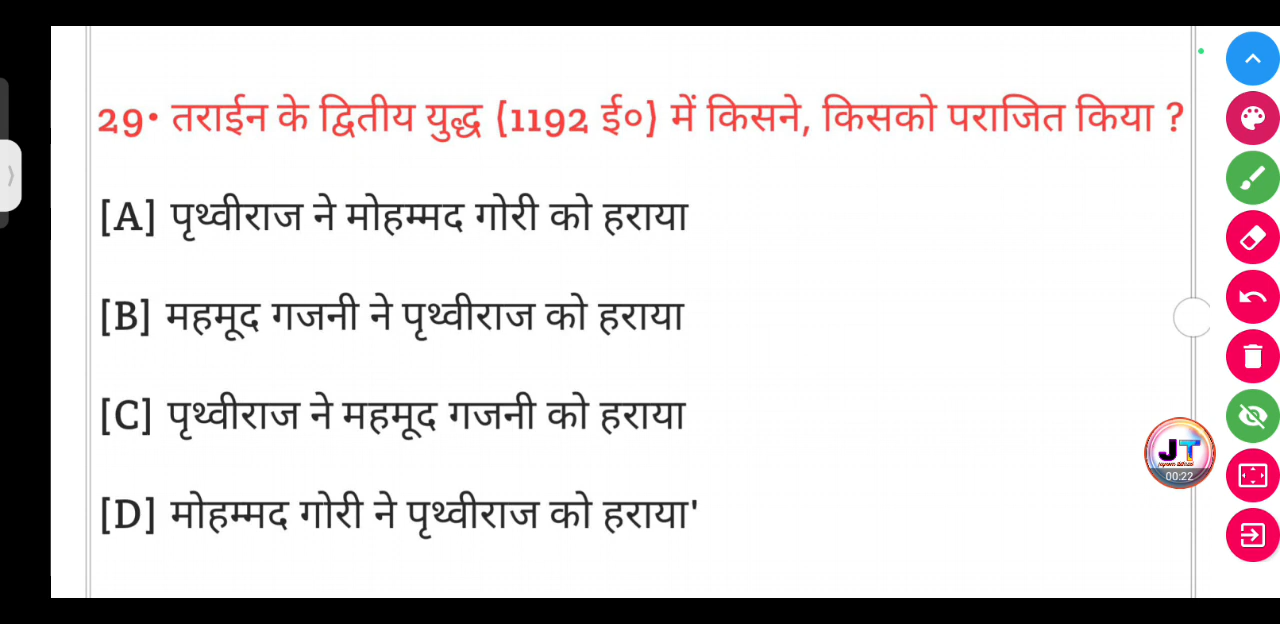 29• तराईन के द्वितीय युद्ध (1192 ई०) में किसने, किसको पराजित किया ?
[A] पृथ्वीराज ने मोहम्मद गोरी को हराया
[B] महमूद गजनी ने पृथ्वीराज को हराया
[C] पृथ्वीराज ने महमूद गजनी को हराया
[D] मोहम्मद गोरी ने पृथ्वीराज को हराया'
JT
00:22